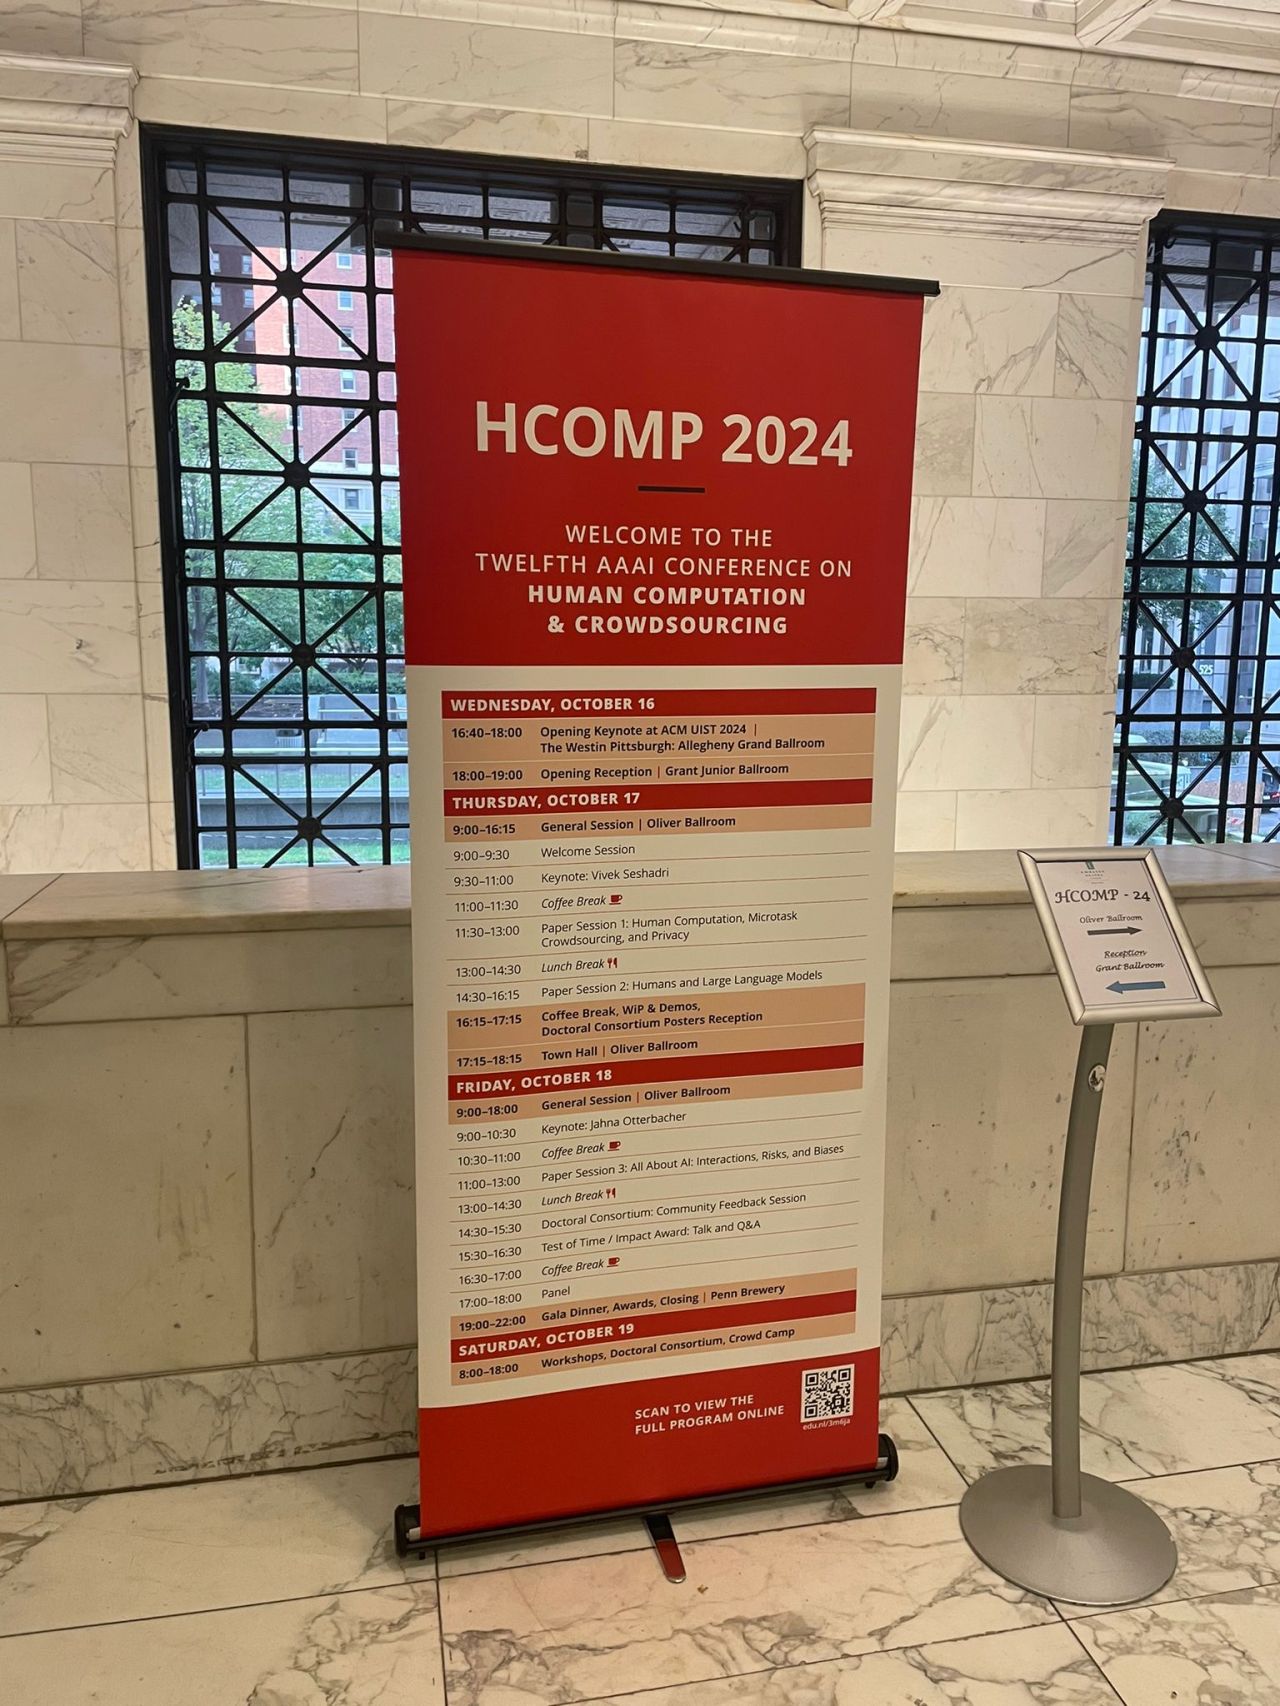 HCOMP 2024
WELCOME TO THE
TWELFTH AAAI CONFERENCE ON
HUMAN COMPUTATION
& CROWDSOURCING
WEDNESDAY, OCTOBER 16
16:40–18:00 Opening Keynote at ACM UIST 2024 |
The Westin Pittsburgh: Allegheny Grand Ballroom
18:00–19:00 Opening Reception | Grant Junior Ballroom
THURSDAY, OCTOBER 17
9:00–16:15 General Session | Oliver Ballroom
9:00–9:30 Welcome Session
9:30–11:00 Keynote: Vivek Seshadri
11:00–11:30 Coffee Break
11:30–13:00 Paper Session 1: Human Computation, Microtask
Crowdsourcing, and Privacy
13:00–14:30 Lunch Break
14:30–16:15 Paper Session 2: Humans and Large Language Models
16:15–17:15 Coffee Break, WiP & Demos,
Doctoral Consortium Posters Reception
17:15–18:15 Town Hall | Oliver Ballroom
FRIDAY, OCTOBER 18
9:00–18:00 General Session | Oliver Ballroom
9:00–10:30 Keynote: Jahna Otterbacher
10:30–11:00 Coffee Break
11:00–13:00 Paper Session 3: All About AI: Interactions, Risks, and Biases
13:00–14:30 Lunch Break
14:30–15:30 Doctoral Consortium: Community Feedback Session
15:30–16:30 Test of Time / Impact Award: Talk and Q&A
16:30–17:00 Coffee Break
17:00–18:00 Panel
19:00–22:00 Gala Dinner, Awards, Closing | Penn Brewery
SATURDAY, OCTOBER 19
8:00–18:00 Workshops, Doctoral Consortium, Crowd Camp
SCAN TO VIEW THE
FULL PROGRAM ONLINE
edu.nl/3m6ja
HCOMP - 24
Oliver Ballroom
Reception
Grant Ballroom
525